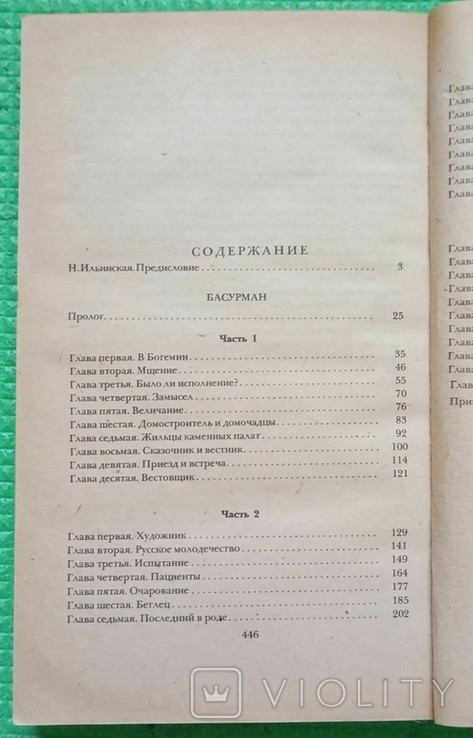 СОДЕРЖАНИЕ
Н. Ильинская. Предисловие . . . 3
БАСУРМАН
Пролог. . . 25
Часть 1
Глава первая. В Богемии . . . 35
Глава вторая. Мщение . . . 46
Глава третья. Было ли исполнение? . . . 55
Глава четвертая. Замысел . . . 70
Глава пятая. Величание . . . 76
Глава шестая. Домостроитель и домочадцы . . . 83
Глава седьмая. Жильцы каменных палат . . . 92
Глава восьмая. Сказочник и вестник . . . 100
Глава девятая. Приезд и встреча . . . 114
Глава десятая. Вестовщик . . . 121
Часть 2
Глава первая. Художник . . . 129
Глава вторая. Русское молодечество . . . 141
Глава третья. Испытание . . . 149
Глава четвертая. Пациенты . . . 164
Глава пятая. Очарование . . . 177
Глава шестая. Беглец . . . 185
Глава седьмая. Последний в роде . . . 202
446
VIOLITY